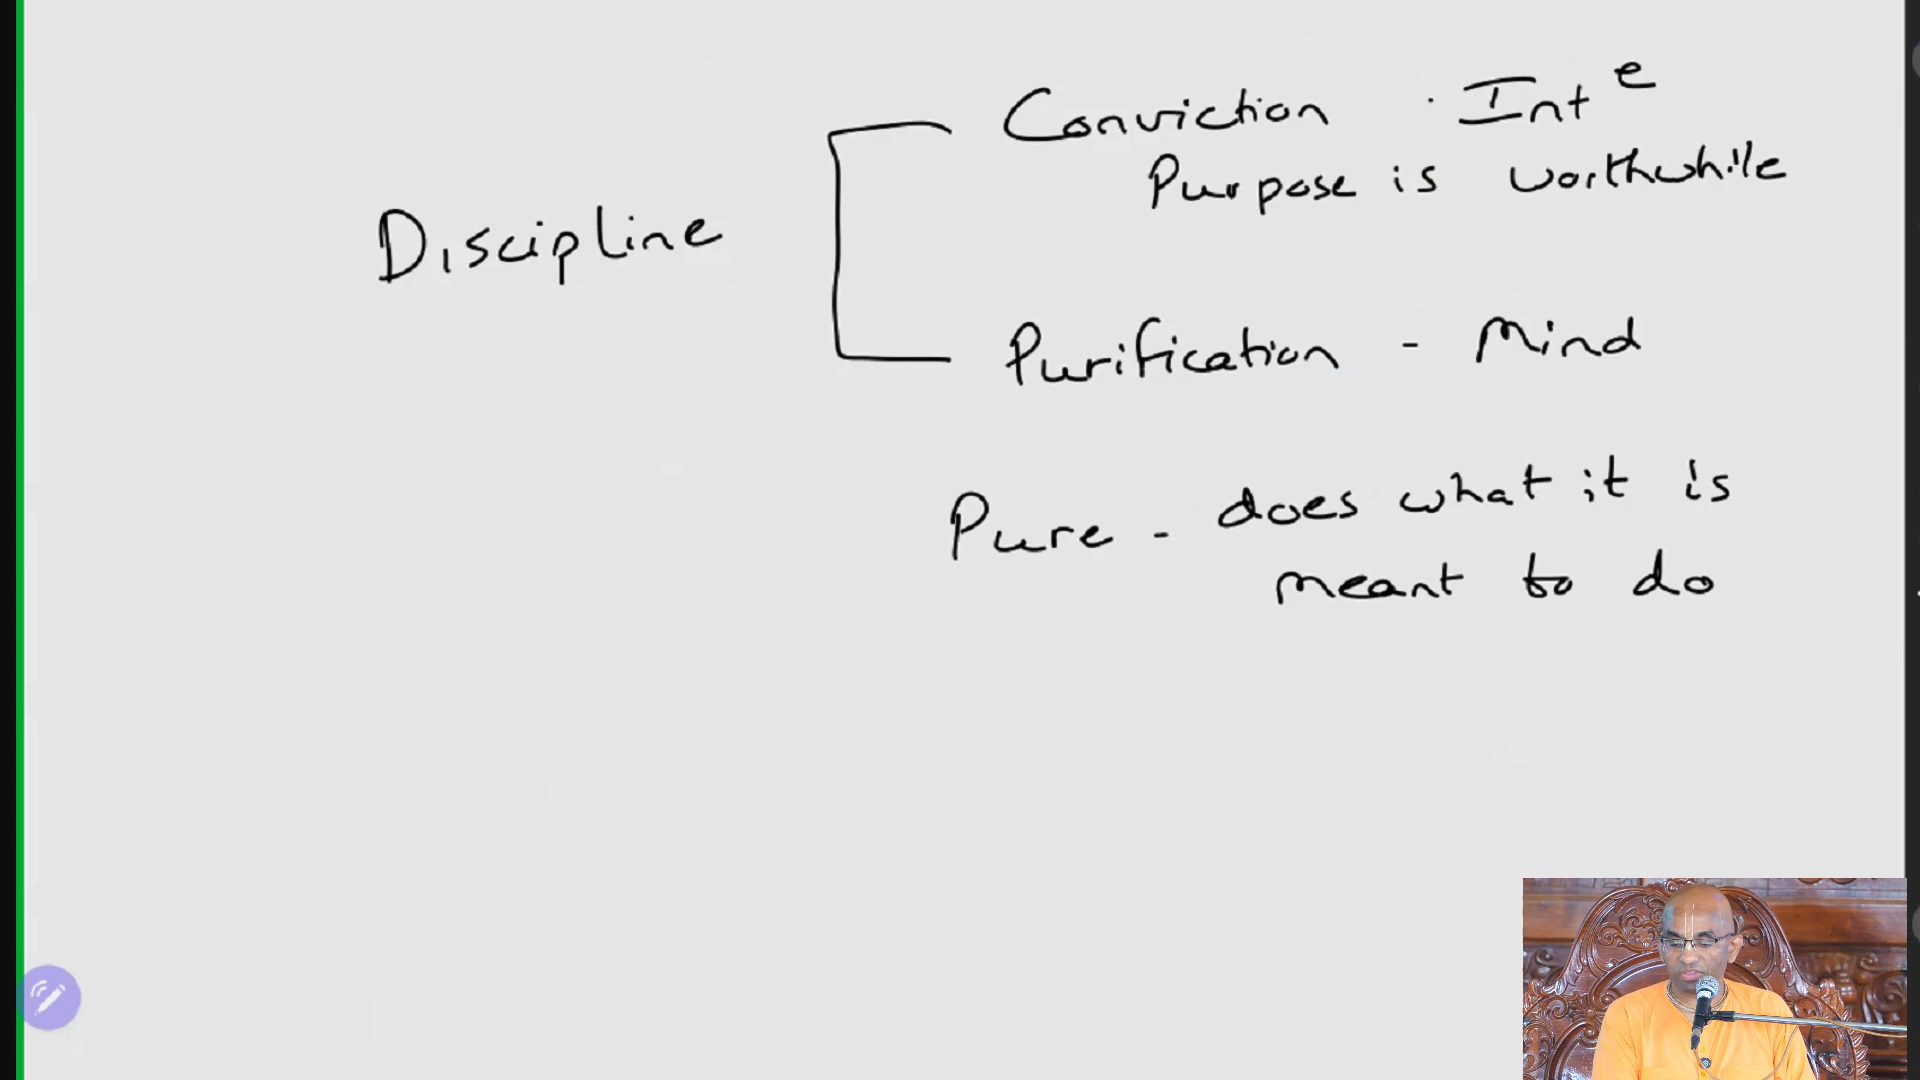 Conviction · Int e
Purpose is worthwhile
Discipline
Purification - Mind
Pure - does what it is
meant to do